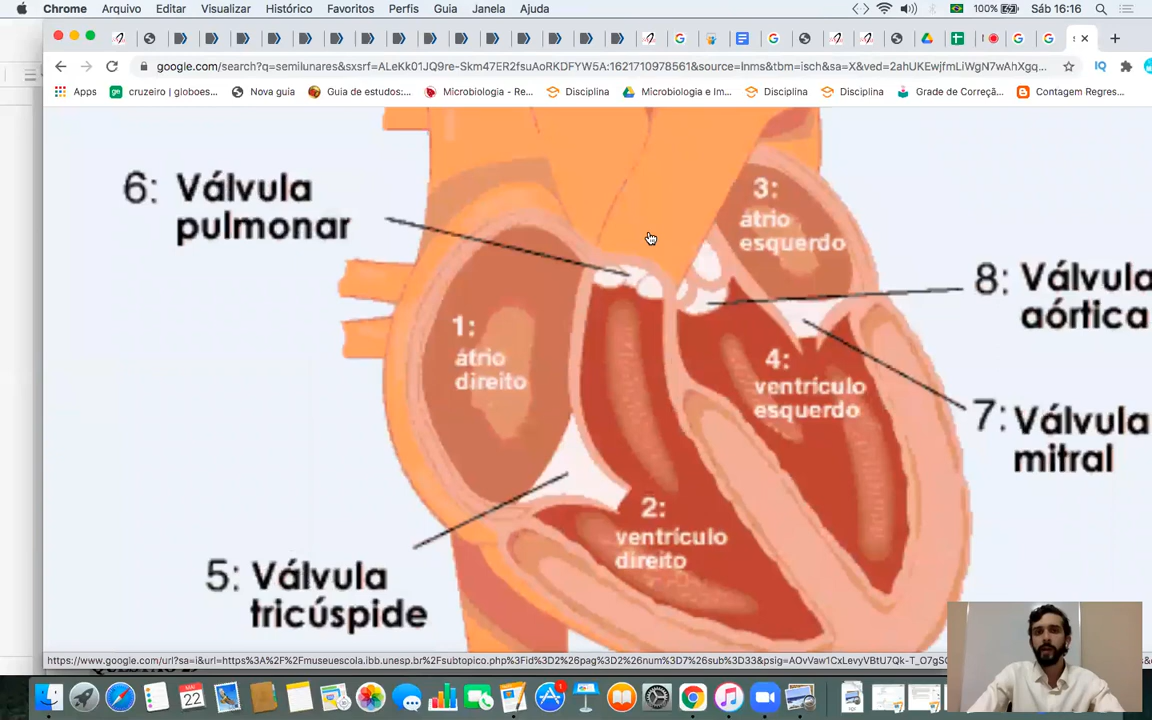 Chrome Arquivo Editar Visualizar Histórico Favoritos Perfis Guia Janela Ajuda 100% Sáb 16:16
google.com/search?q=semilunares&sxsrf=ALeKk01JQ9re-Skm47ER2fsuAoRKDFYW5A:1621710978561&source=lnms&tbm=isch&sa=X&ved=2ahUKEwjfmLiWgN7wAhXgq...
Apps cruzeiro | globoes... Nova guia Guia de estudos:... Microbiologia - Re... Disciplina Microbiologia e Im... Disciplina Disciplina Grade de Correçã... Contagem Regres...
6: Válvula
pulmonar
3:
átrio
esquerdo
8: Válvula
aórtica
1:
átrio
direito
4:
ventrículo
esquerdo
7: Válvula
mitral
2:
ventrículo
direito
5: Válvula
tricúspide
MAY
22